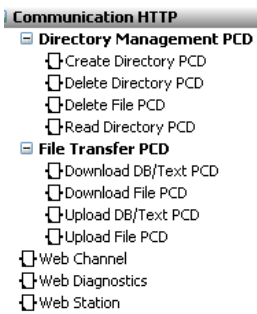 Communication HTTP
Directory Management PCD
Create Directory PCD
Delete Directory PCD
Delete File PCD
Read Directory PCD
File Transfer PCD
Download DB/Text PCD
Download File PCD
Upload DB/Text PCD
Upload File PCD
Web Channel
Web Diagnostics
Web Station